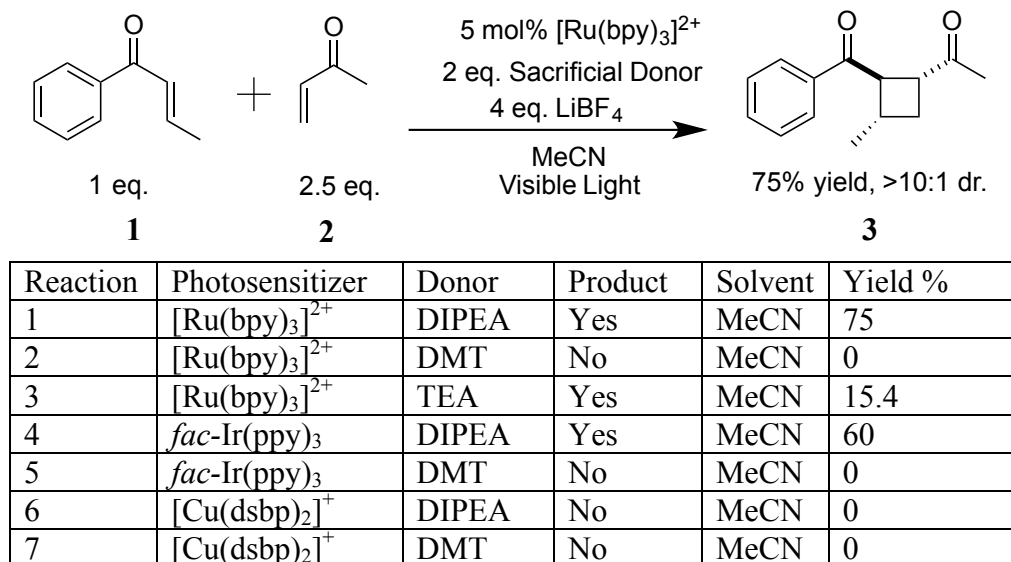 5 mol% [Ru(bpy)3]2+
2 eq. Sacrificial Donor
4 eq. LiBF4
MeCN
Visible Light
O
O
O
O
1 eq.
2.5 eq.
75% yield, >10:1 dr.
1
2
3
Reaction Photosensitizer Donor Product Solvent Yield %
1 [Ru(bpy)3]2+ DIPEA Yes MeCN 75
2 [Ru(bpy)3]2+ DMT No MeCN 0
3 [Ru(bpy)3]2+ TEA Yes MeCN 15.4
4 fac-Ir(ppy)3 DIPEA Yes MeCN 60
5 fac-Ir(ppy)3 DMT No MeCN 0
6 [Cu(dsbp)2]+ DIPEA No MeCN 0
7 [Cu(dsbp)2]+ DMT No MeCN 0